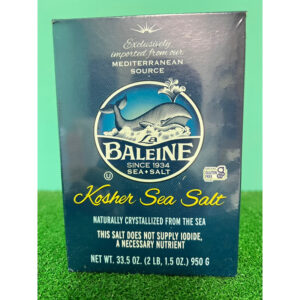 Exclusively
imported from our
MEDITERRANEAN
SOURCE
La
BALEINE
SINCE 1934
SEA • SALT
U
Kosher Sea Salt
NATURALLY CRYSTALLIZED FROM THE SEA
THIS SALT DOES NOT SUPPLY IODIDE,
A NECESSARY NUTRIENT
NET WT. 33.5 OZ. (2 LB, 1.5 OZ.) 950 G